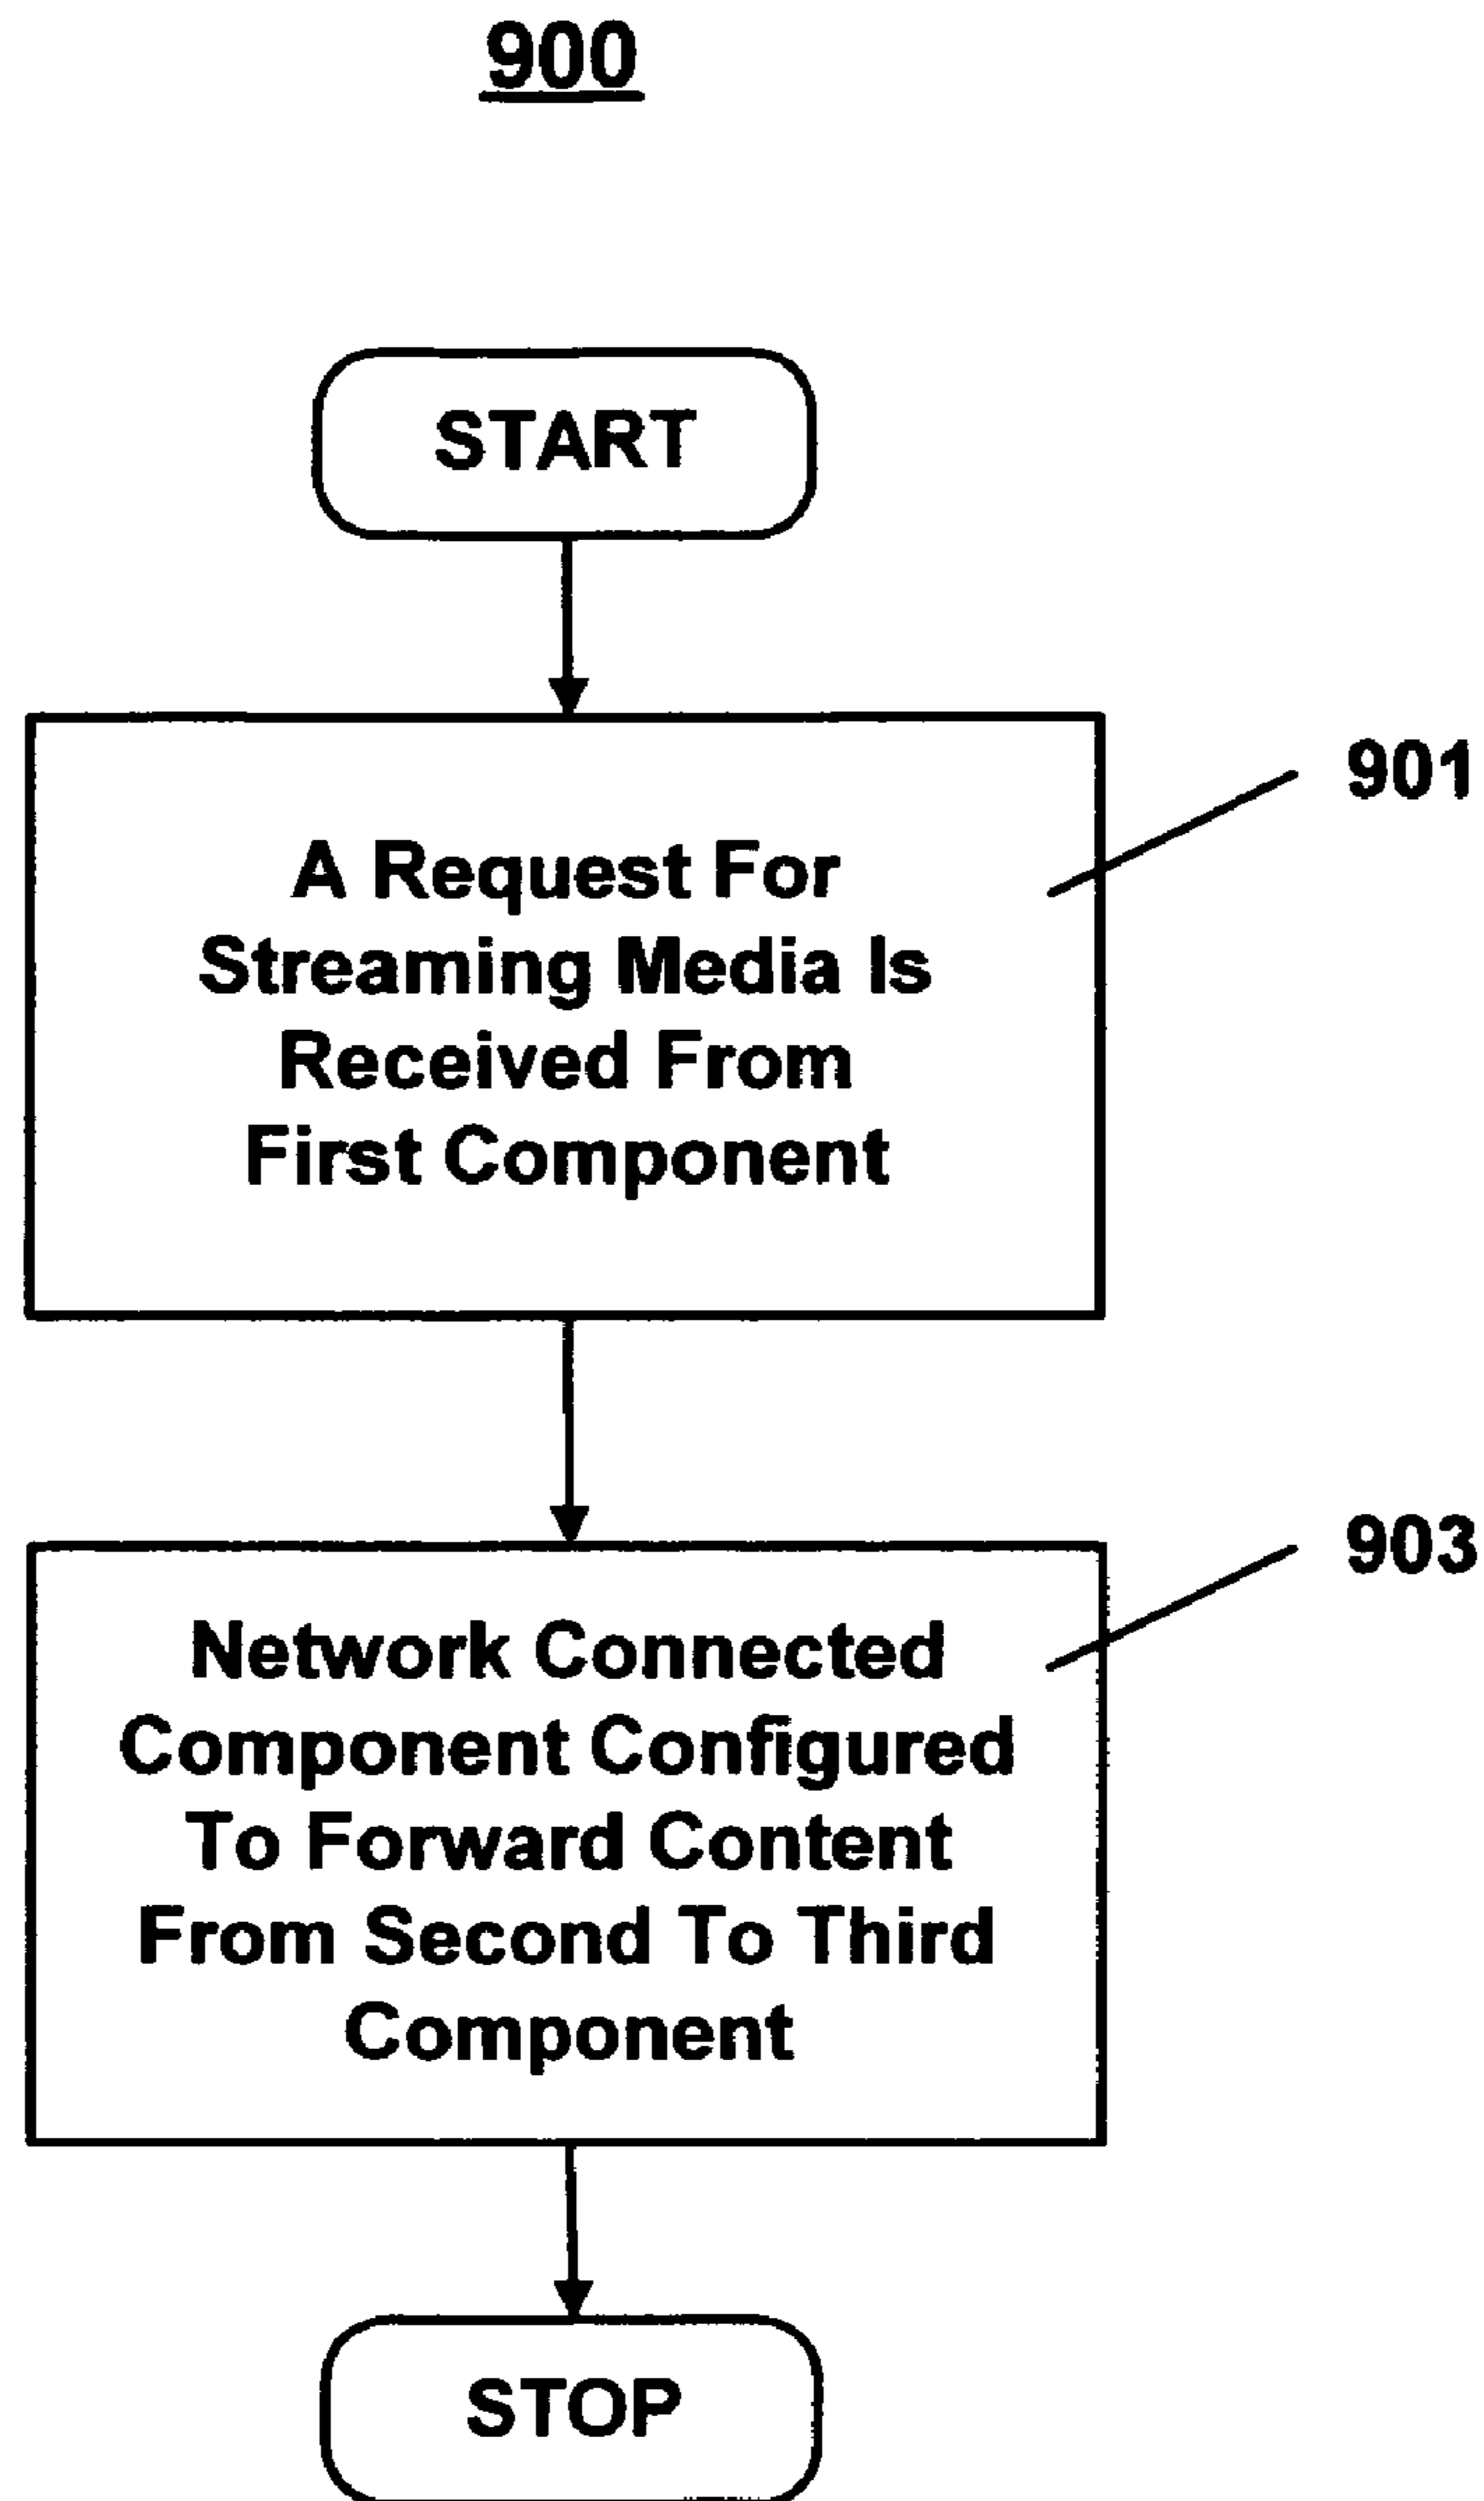 900
START
901
A Request For
Streaming Media Is
Received From
First Component
903
Network Connected
Component Configured
To Forward Content
From Second To Third
Component
STOP